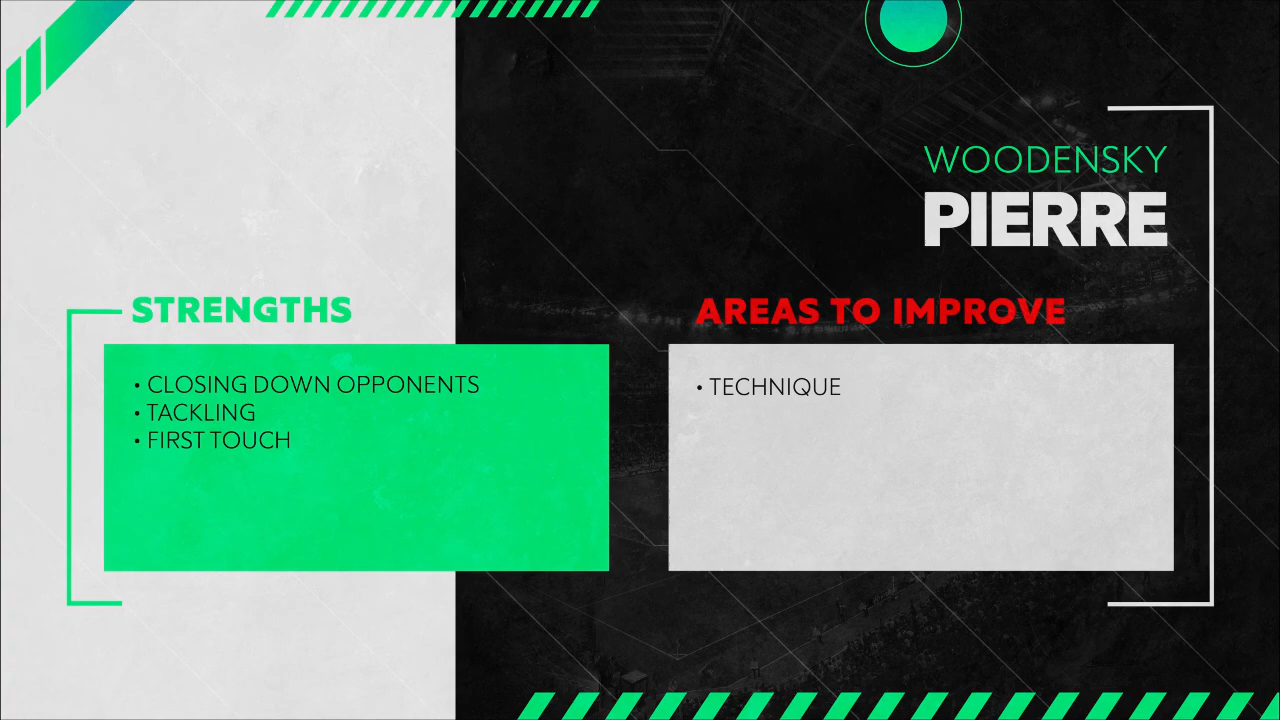 WOODENSKY
PIERRE
STRENGTHS
• CLOSING DOWN OPPONENTS
• TACKLING
• FIRST TOUCH
AREAS TO IMPROVE
• TECHNIQUE